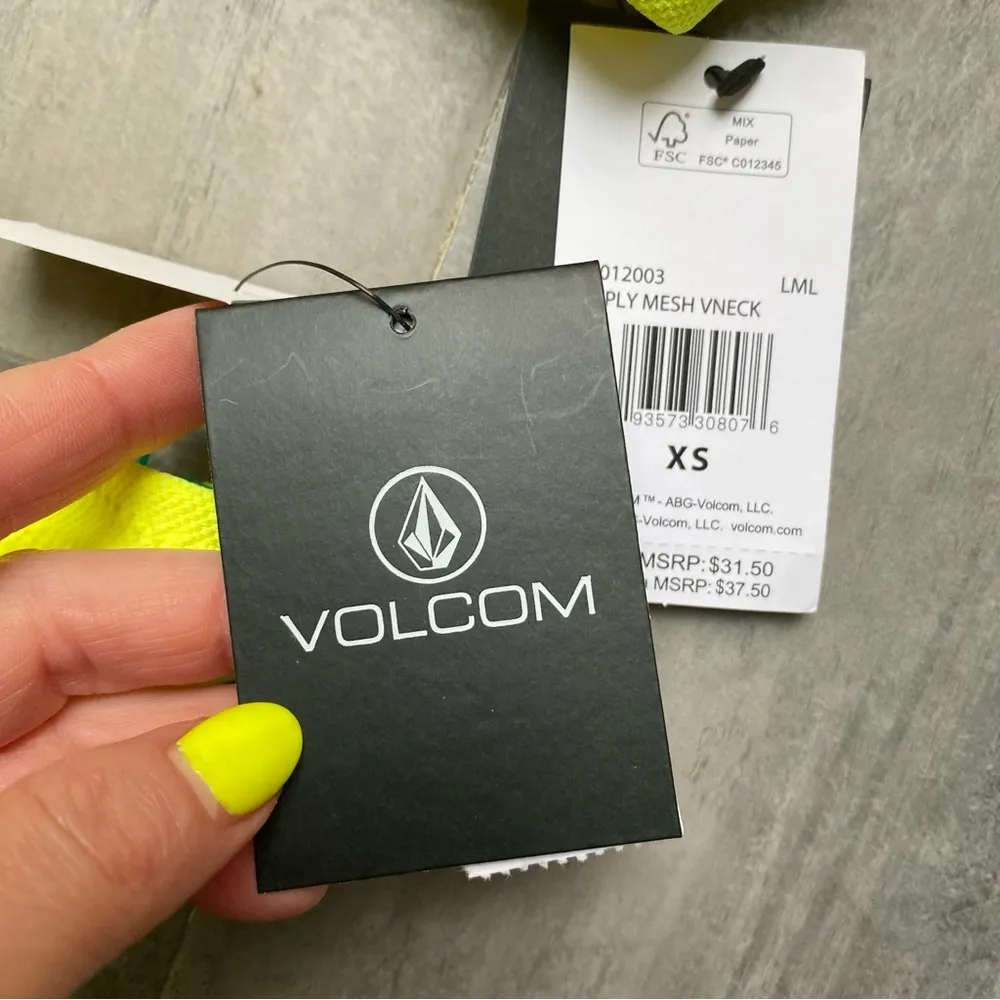 MIX
Paper
FSC® C012345
FSC
012003
LML
PLY MESH VNECK
93573 30807 6
XS
™ - ABG-Volcom, LLC.
-Volcom, LLC. volcom.com
MSRP: $31.50
MSRP: $37.50
VOLCOM